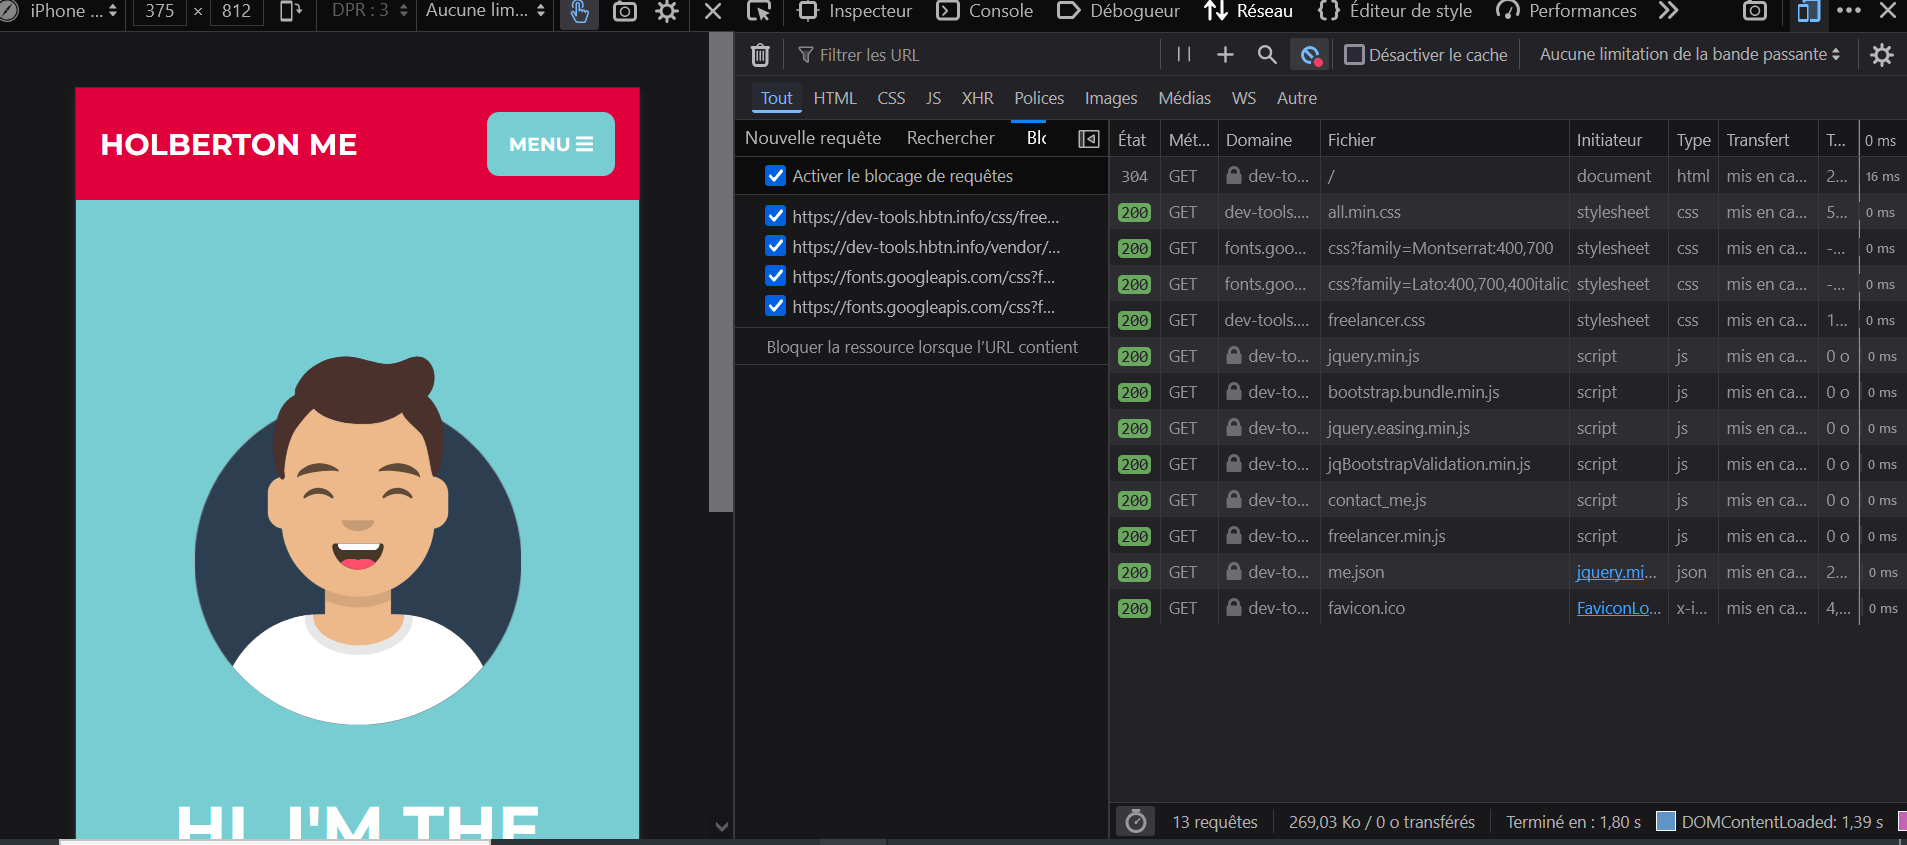 iPhone ...
375 × 812
DPR : 3
Aucune lim...
Inspecteur
Console
Débogueur
Réseau
Éditeur de style
Performances
Filtrer les URL
Désactiver le cache
Aucune limitation de la bande passante
Tout HTML CSS JS XHR Polices Images Médias WS Autre
HOLBERTON ME
MENU
HI, I'M THE
Nouvelle requête Rechercher Blo
Activer le blocage de requêtes
https://dev-tools.hbtn.info/css/free...
https://dev-tools.hbtn.info/vendor/...
https://fonts.googleapis.com/css?f...
https://fonts.googleapis.com/css?f...
Bloquer la ressource lorsque l’URL contient
État Mét... Domaine Fichier Initiateur Type Transfert T... 0 ms
304 GET dev-to... / document html mis en ca... 2... 16 ms
200 GET dev-tools.... all.min.css stylesheet css mis en ca... 5... 0 ms
200 GET fonts.goo... css?family=Montserrat:400,700 stylesheet css mis en ca... -... 0 ms
200 GET fonts.goo... css?family=Lato:400,700,400italic, stylesheet css mis en ca... -... 0 ms
200 GET dev-tools.... freelancer.css stylesheet css mis en ca... 1... 0 ms
200 GET dev-to... jquery.min.js script js mis en ca... 0 o 0 ms
200 GET dev-to... bootstrap.bundle.min.js script js mis en ca... 0 o 0 ms
200 GET dev-to... jquery.easing.min.js script js mis en ca... 0 o 0 ms
200 GET dev-to... jqBootstrapValidation.min.js script js mis en ca... 0 o 0 ms
200 GET dev-to... contact_me.js script js mis en ca... 0 o 0 ms
200 GET dev-to... freelancer.min.js script js mis en ca... 0 o 0 ms
200 GET dev-to... me.json jquery.mi... json mis en ca... 2... 0 ms
200 GET dev-to... favicon.ico FaviconLo... x-i... mis en ca... 4,... 0 ms
13 requêtes
269,03 Ko / 0 o transférés
Terminé en : 1,80 s
DOMContentLoaded: 1,39 s